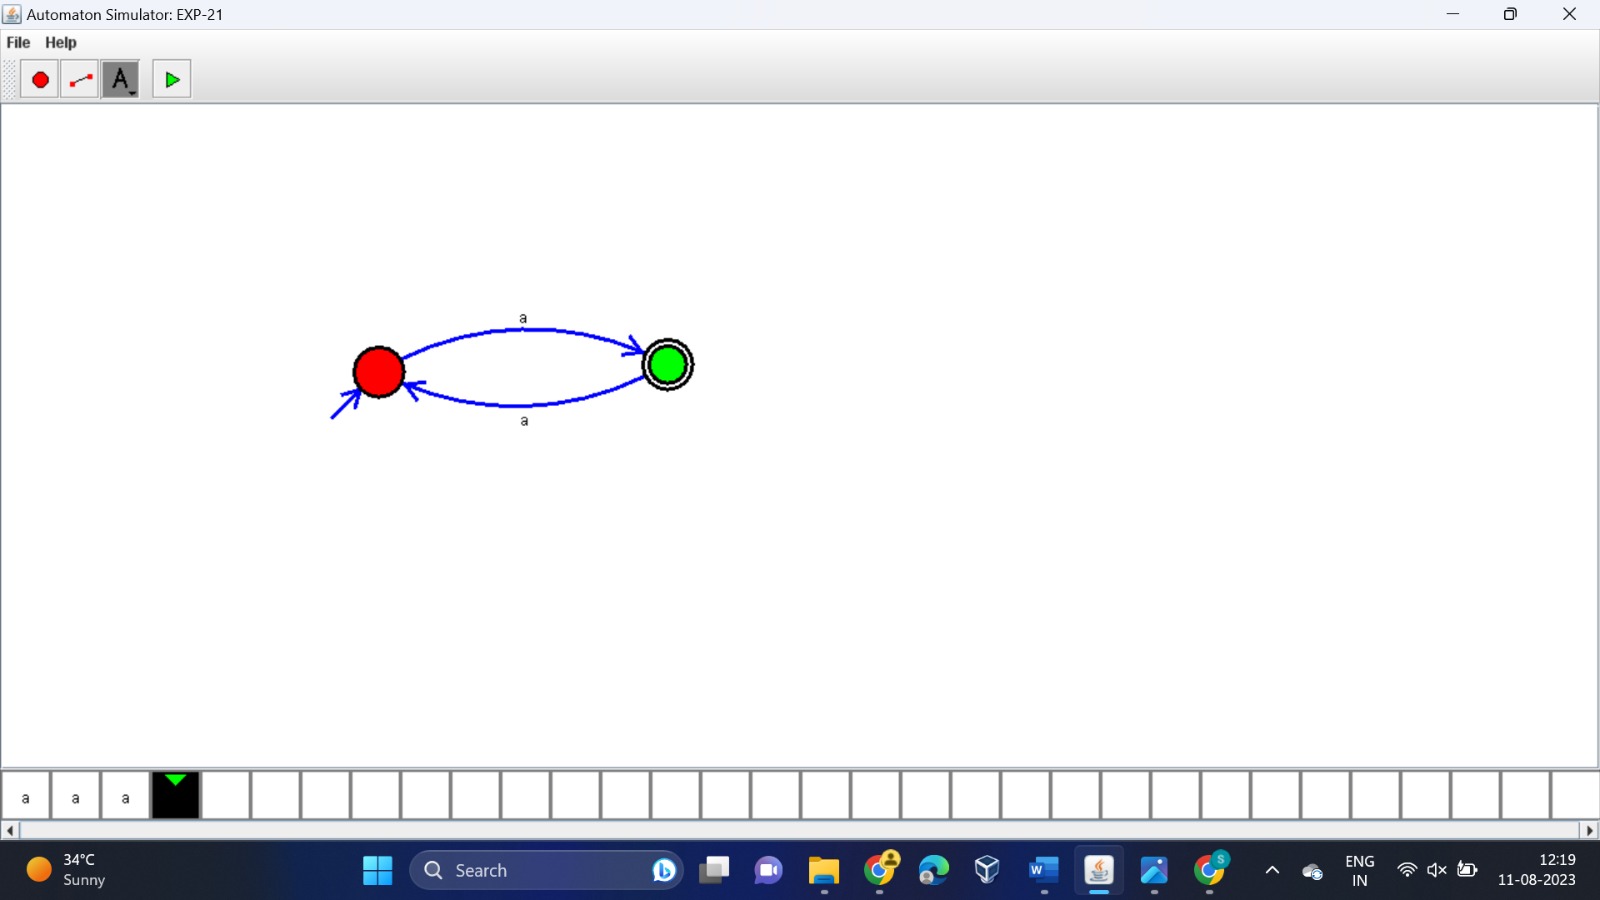 Automaton Simulator: EXP-21
File Help
A
a
a
a a a
34°C
Sunny
Search
ENG
IN
12:19
11-08-2023